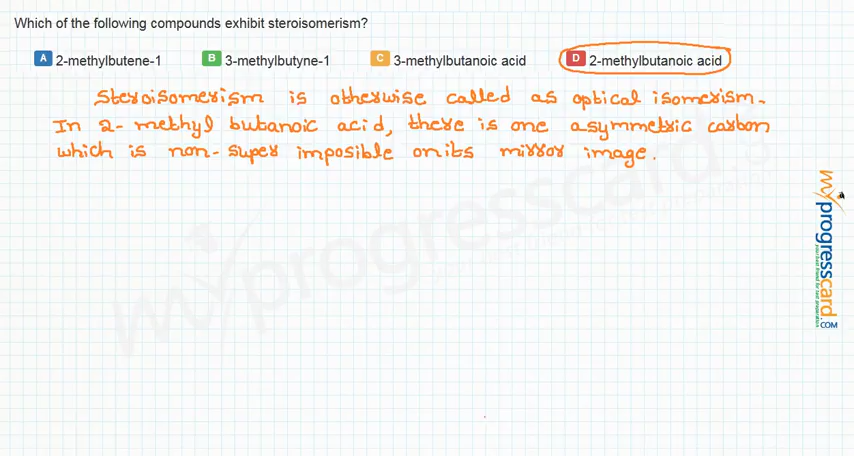 Which of the following compounds exhibit steroisomerism?
A 2-methylbutene-1 B 3-methylbutyne-1 C 3-methylbutanoic acid D 2-methylbutanoic acid
Steroisomerism is otherwise called as optical isomerism.
In 2-methyl butanoic acid, there is one asymmetric carbon
which is non-super imposible on its mirror image.
myprogresscard
myprogresscard
.COM